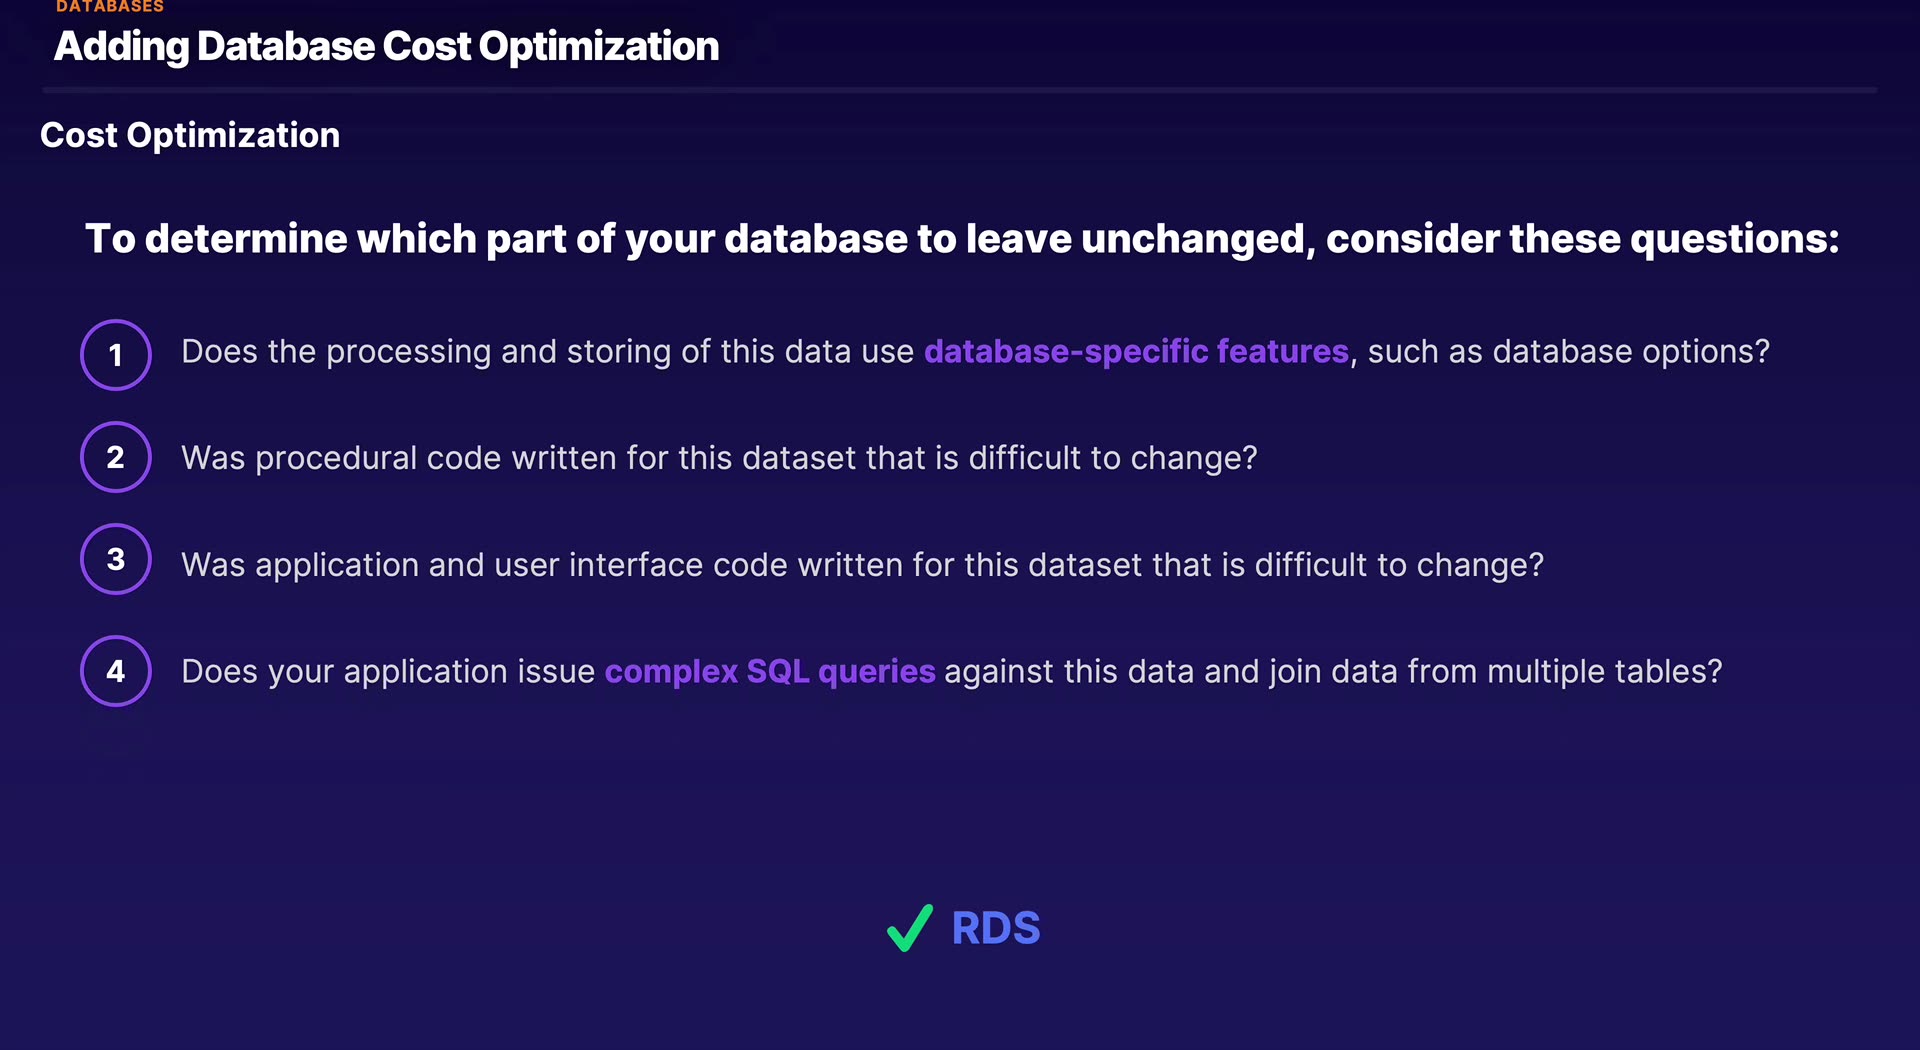 DATABASES
Adding Database Cost Optimization
Cost Optimization
To determine which part of your database to leave unchanged, consider these questions:
1 Does the processing and storing of this data use database-specific features, such as database options?
2 Was procedural code written for this dataset that is difficult to change?
3 Was application and user interface code written for this dataset that is difficult to change?
4 Does your application issue complex SQL queries against this data and join data from multiple tables?
RDS